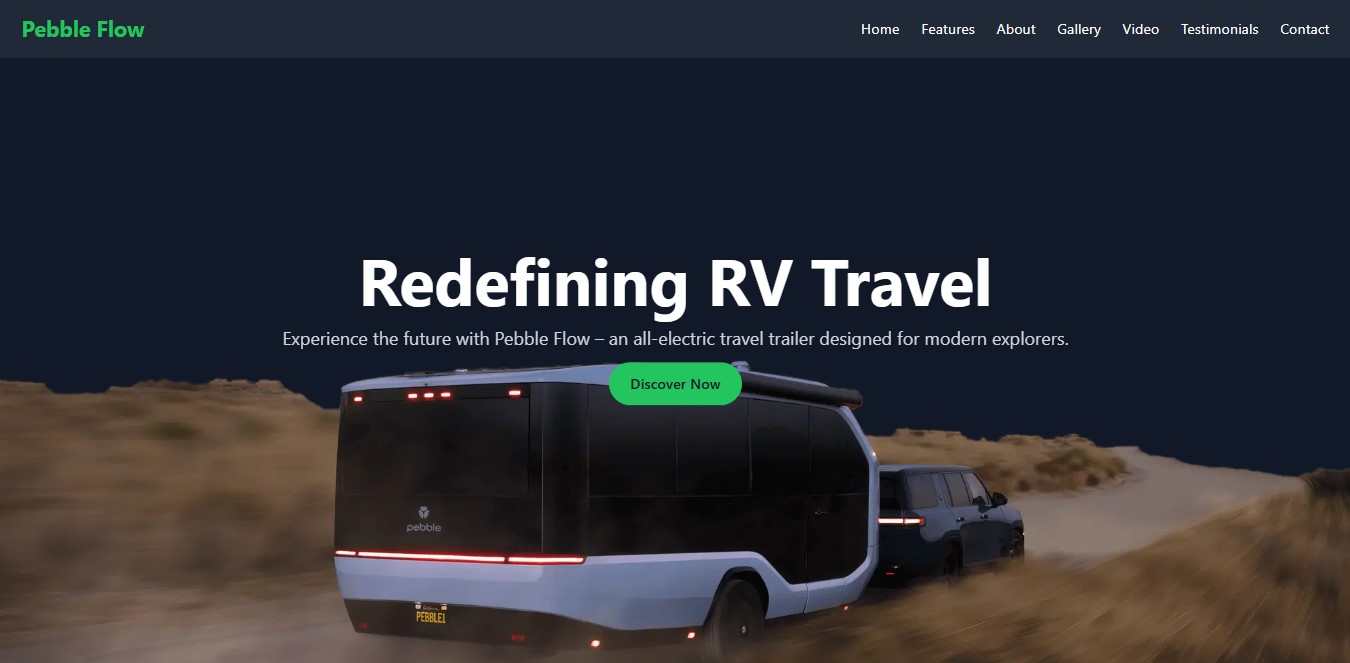 Pebble Flow
Home Features About Gallery Video Testimonials Contact
Redefining RV Travel
Experience the future with Pebble Flow – an all-electric travel trailer designed for modern explorers.
Discover Now
pebble
PEBBLE1